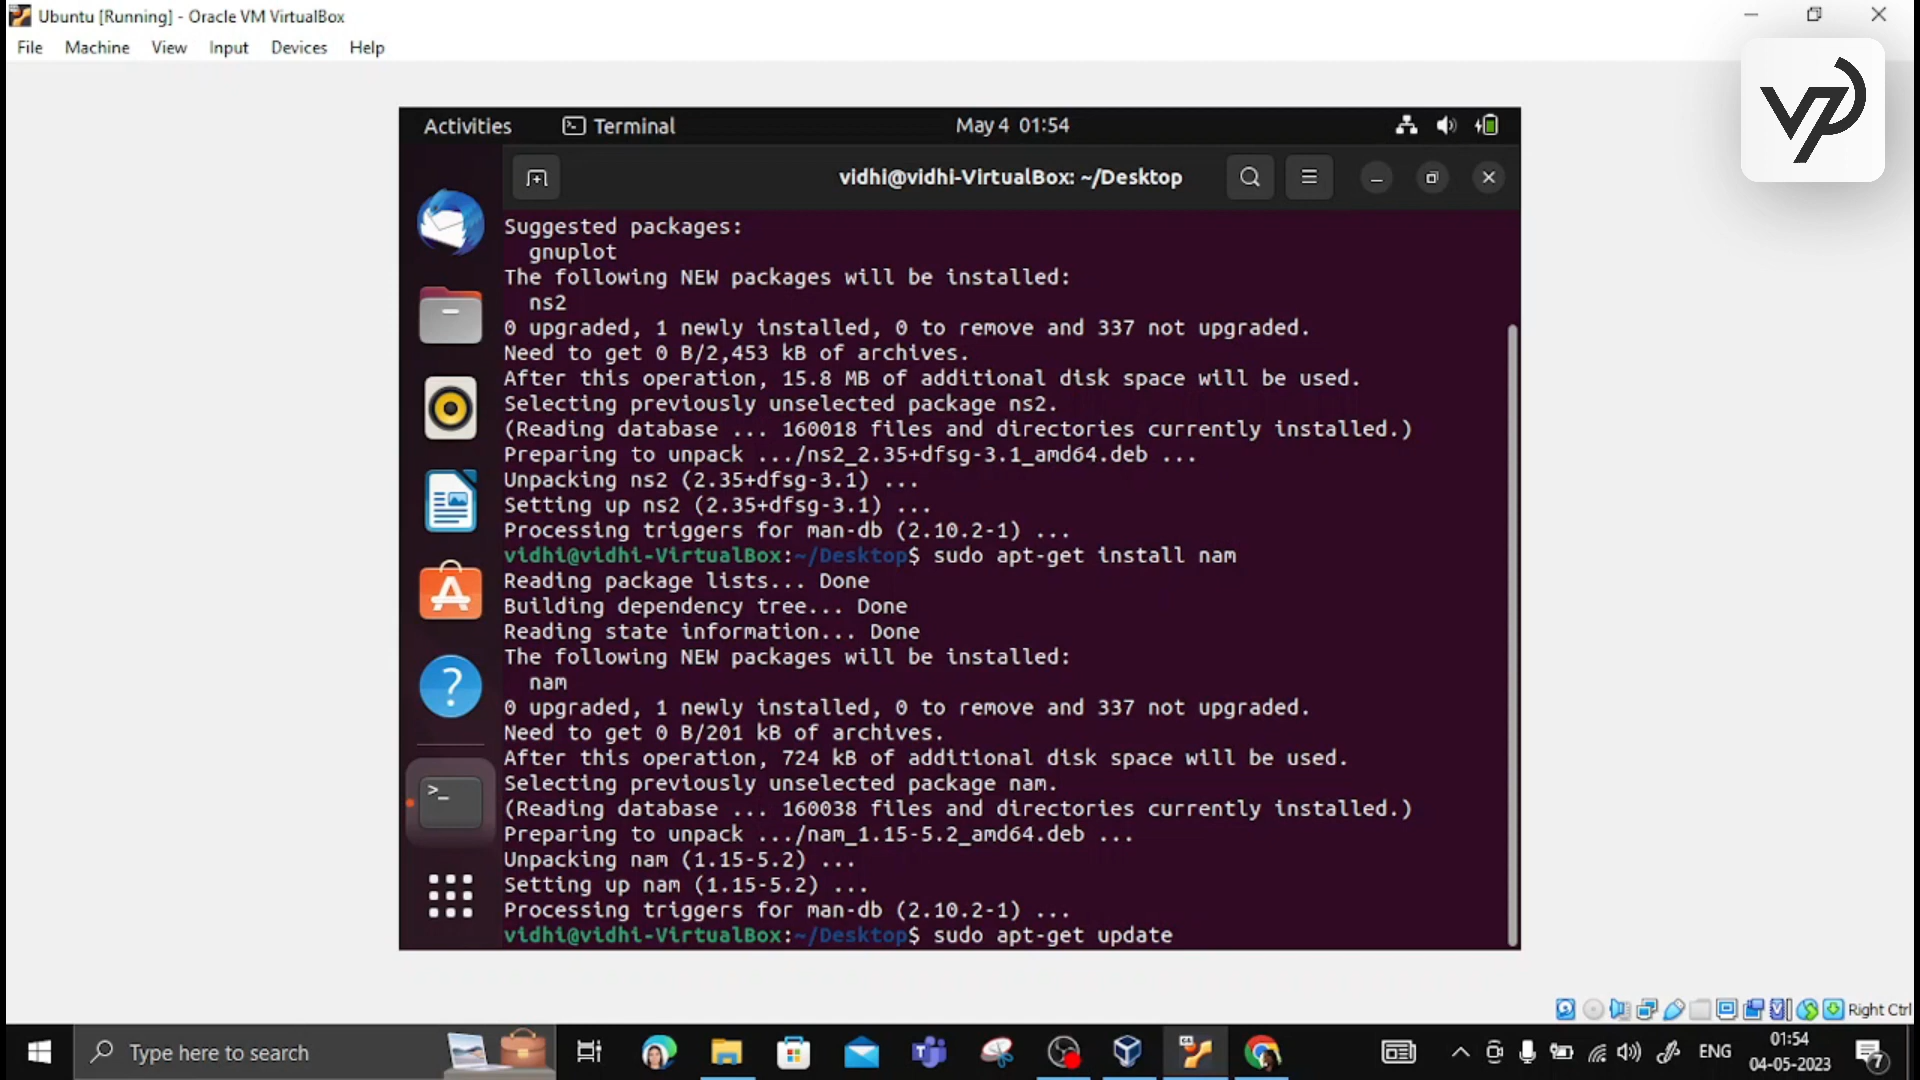 Ubuntu [Running] - Oracle VM VirtualBox
File Machine View Input Devices Help
VP
Activities Terminal May 4 01:54
vidhi@vidhi-VirtualBox: ~/Desktop
Suggested packages:
gnuplot
The following NEW packages will be installed:
ns2
0 upgraded, 1 newly installed, 0 to remove and 337 not upgraded.
Need to get 0 B/2,453 kB of archives.
After this operation, 15.8 MB of additional disk space will be used.
Selecting previously unselected package ns2.
(Reading database ... 160018 files and directories currently installed.)
Preparing to unpack .../ns2_2.35+dfsg-3.1_amd64.deb ...
Unpacking ns2 (2.35+dfsg-3.1) ...
Setting up ns2 (2.35+dfsg-3.1) ...
Processing triggers for man-db (2.10.2-1) ...
vidhi@vidhi-VirtualBox:~/Desktop$ sudo apt-get install nam
Reading package lists... Done
Building dependency tree... Done
Reading state information... Done
The following NEW packages will be installed:
nam
0 upgraded, 1 newly installed, 0 to remove and 337 not upgraded.
Need to get 0 B/201 kB of archives.
After this operation, 724 kB of additional disk space will be used.
Selecting previously unselected package nam.
(Reading database ... 160038 files and directories currently installed.)
Preparing to unpack .../nam_1.15-5.2_amd64.deb ...
Unpacking nam (1.15-5.2) ...
Setting up nam (1.15-5.2) ...
Processing triggers for man-db (2.10.2-1) ...
vidhi@vidhi-VirtualBox:~/Desktop$ sudo apt-get update
Right Ctrl
Type here to search
ENG
01:54
04-05-2023
7